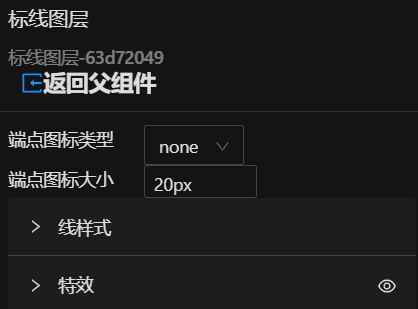 标线图层
标线图层-63d72049
返回父组件
端点图标类型 none
端点图标大小 20px
线样式
特效